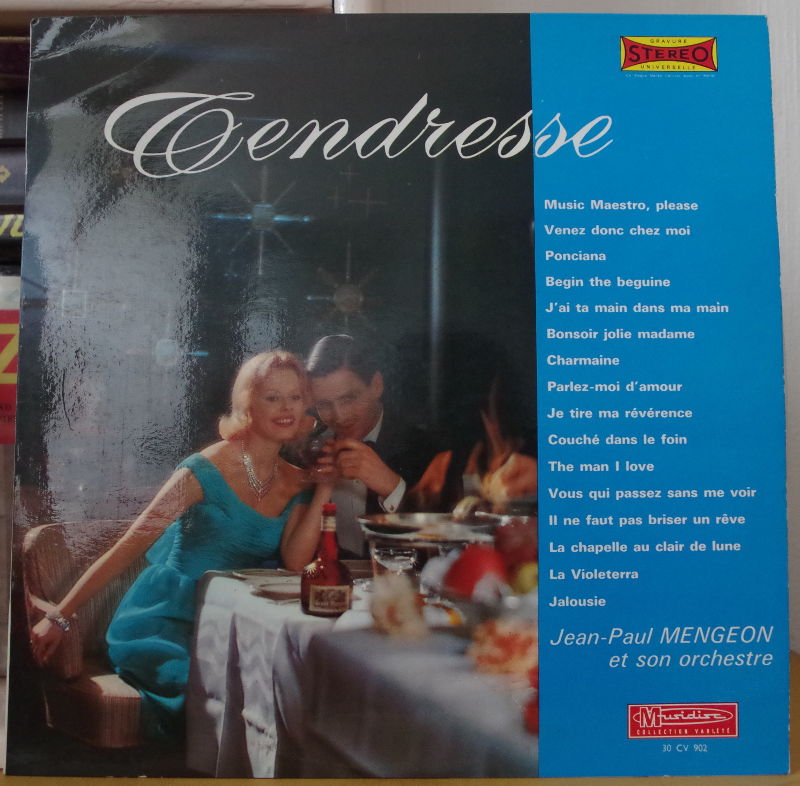 GRAVURE
STEREO
UNIVERSELLE
Tendresse
Music Maestro, please
Venez donc chez moi
Ponciana
Begin the beguine
J'ai ta main dans ma main
Bonsoir jolie madame
Charmaine
Parlez-moi d'amour
Je tire ma révérence
Couché dans le foin
The man I love
Vous qui passez sans me voir
Il ne faut pas briser un rêve
La chapelle au clair de lune
La Violeterra
Jalousie
Jean-Paul MENGEON
et son orchestre
Musidisc
COLLECTION VARIÉTÉ
30 CV 902